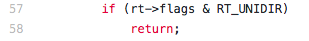 57 if (rt->flags & RT_UNIDIR)
58 return;